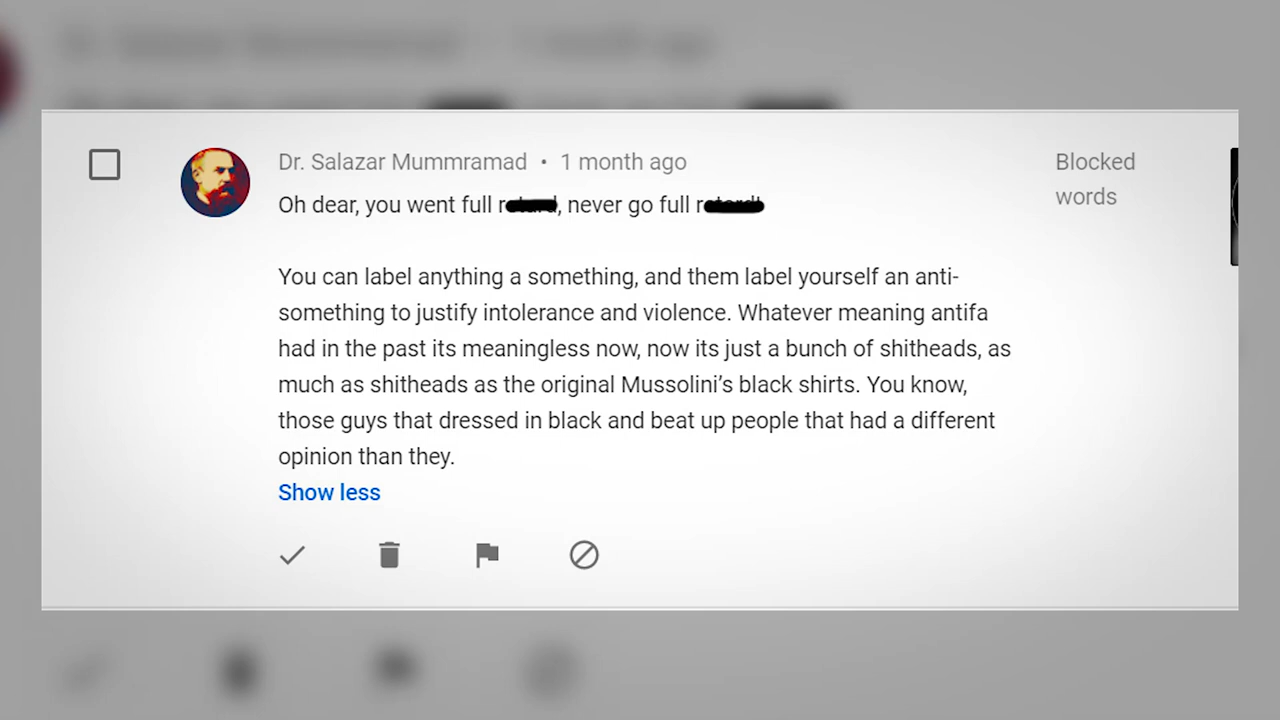 Dr. Salazar Mummramad • 1 month ago
Blocked
words
Oh dear, you went full r, never go full r
You can label anything a something, and them label yourself an anti-
something to justify intolerance and violence. Whatever meaning antifa
had in the past its meaningless now, now its just a bunch of shitheads, as
much as shitheads as the original Mussolini’s black shirts. You know,
those guys that dressed in black and beat up people that had a different
opinion than they.
Show less